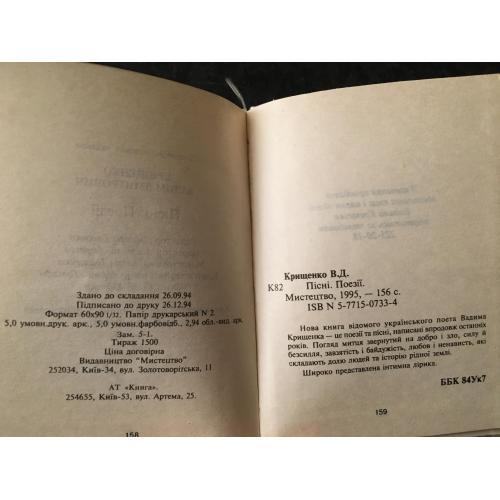 Здано до складання 26.09.94
Підписано до друку 26.12.94
Формат 60х90 1/32. Папір друкарський N 2
5,0 умовн.друк. арк., 5,0 умовн.фарбовідб., 2,94 обл.-вид. арк.
Зам. 5-1.
Тираж 1500
Ціна договірна
Видавництво "Мистецтво"
252034, Київ-34, вул. Золотоворітська, 11
АТ «Книга».
254655, Київ-53, вул. Артема, 25.
158
Крищенко В.Д.
К82 Пісні. Поезії.
Мистецтво, 1995, — 156 с.
ISBN 5-7715-0733-4
Нова книга відомого українського поета Вадима
Крищенка — це поезії та пісні, написані впродовж останніх
років. Погляд митця звернутий на добро і зло, силу й
безсилля, завзятість і байдужість, любов і ненависть, які
складають долю людей та історію рідної землі.
Широко представлена інтимна лірика.
ББК 84Ук7
159